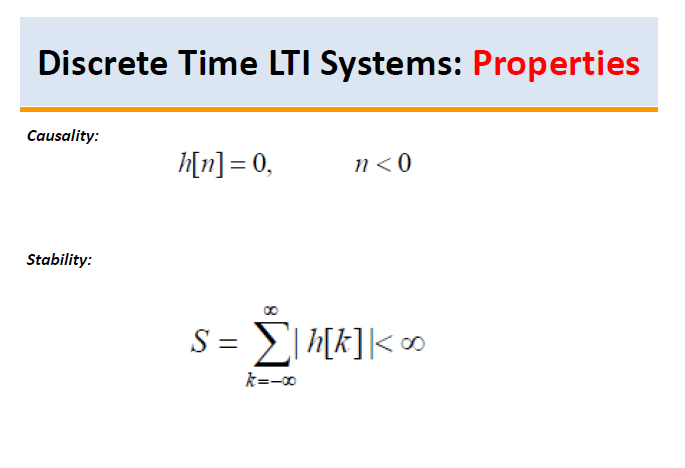 Discrete Time LTI Systems: Properties
Causality:
h[n] = 0, n < 0
Stability:
S = ∑_{k=-∞}^{∞} | h[k] | < ∞